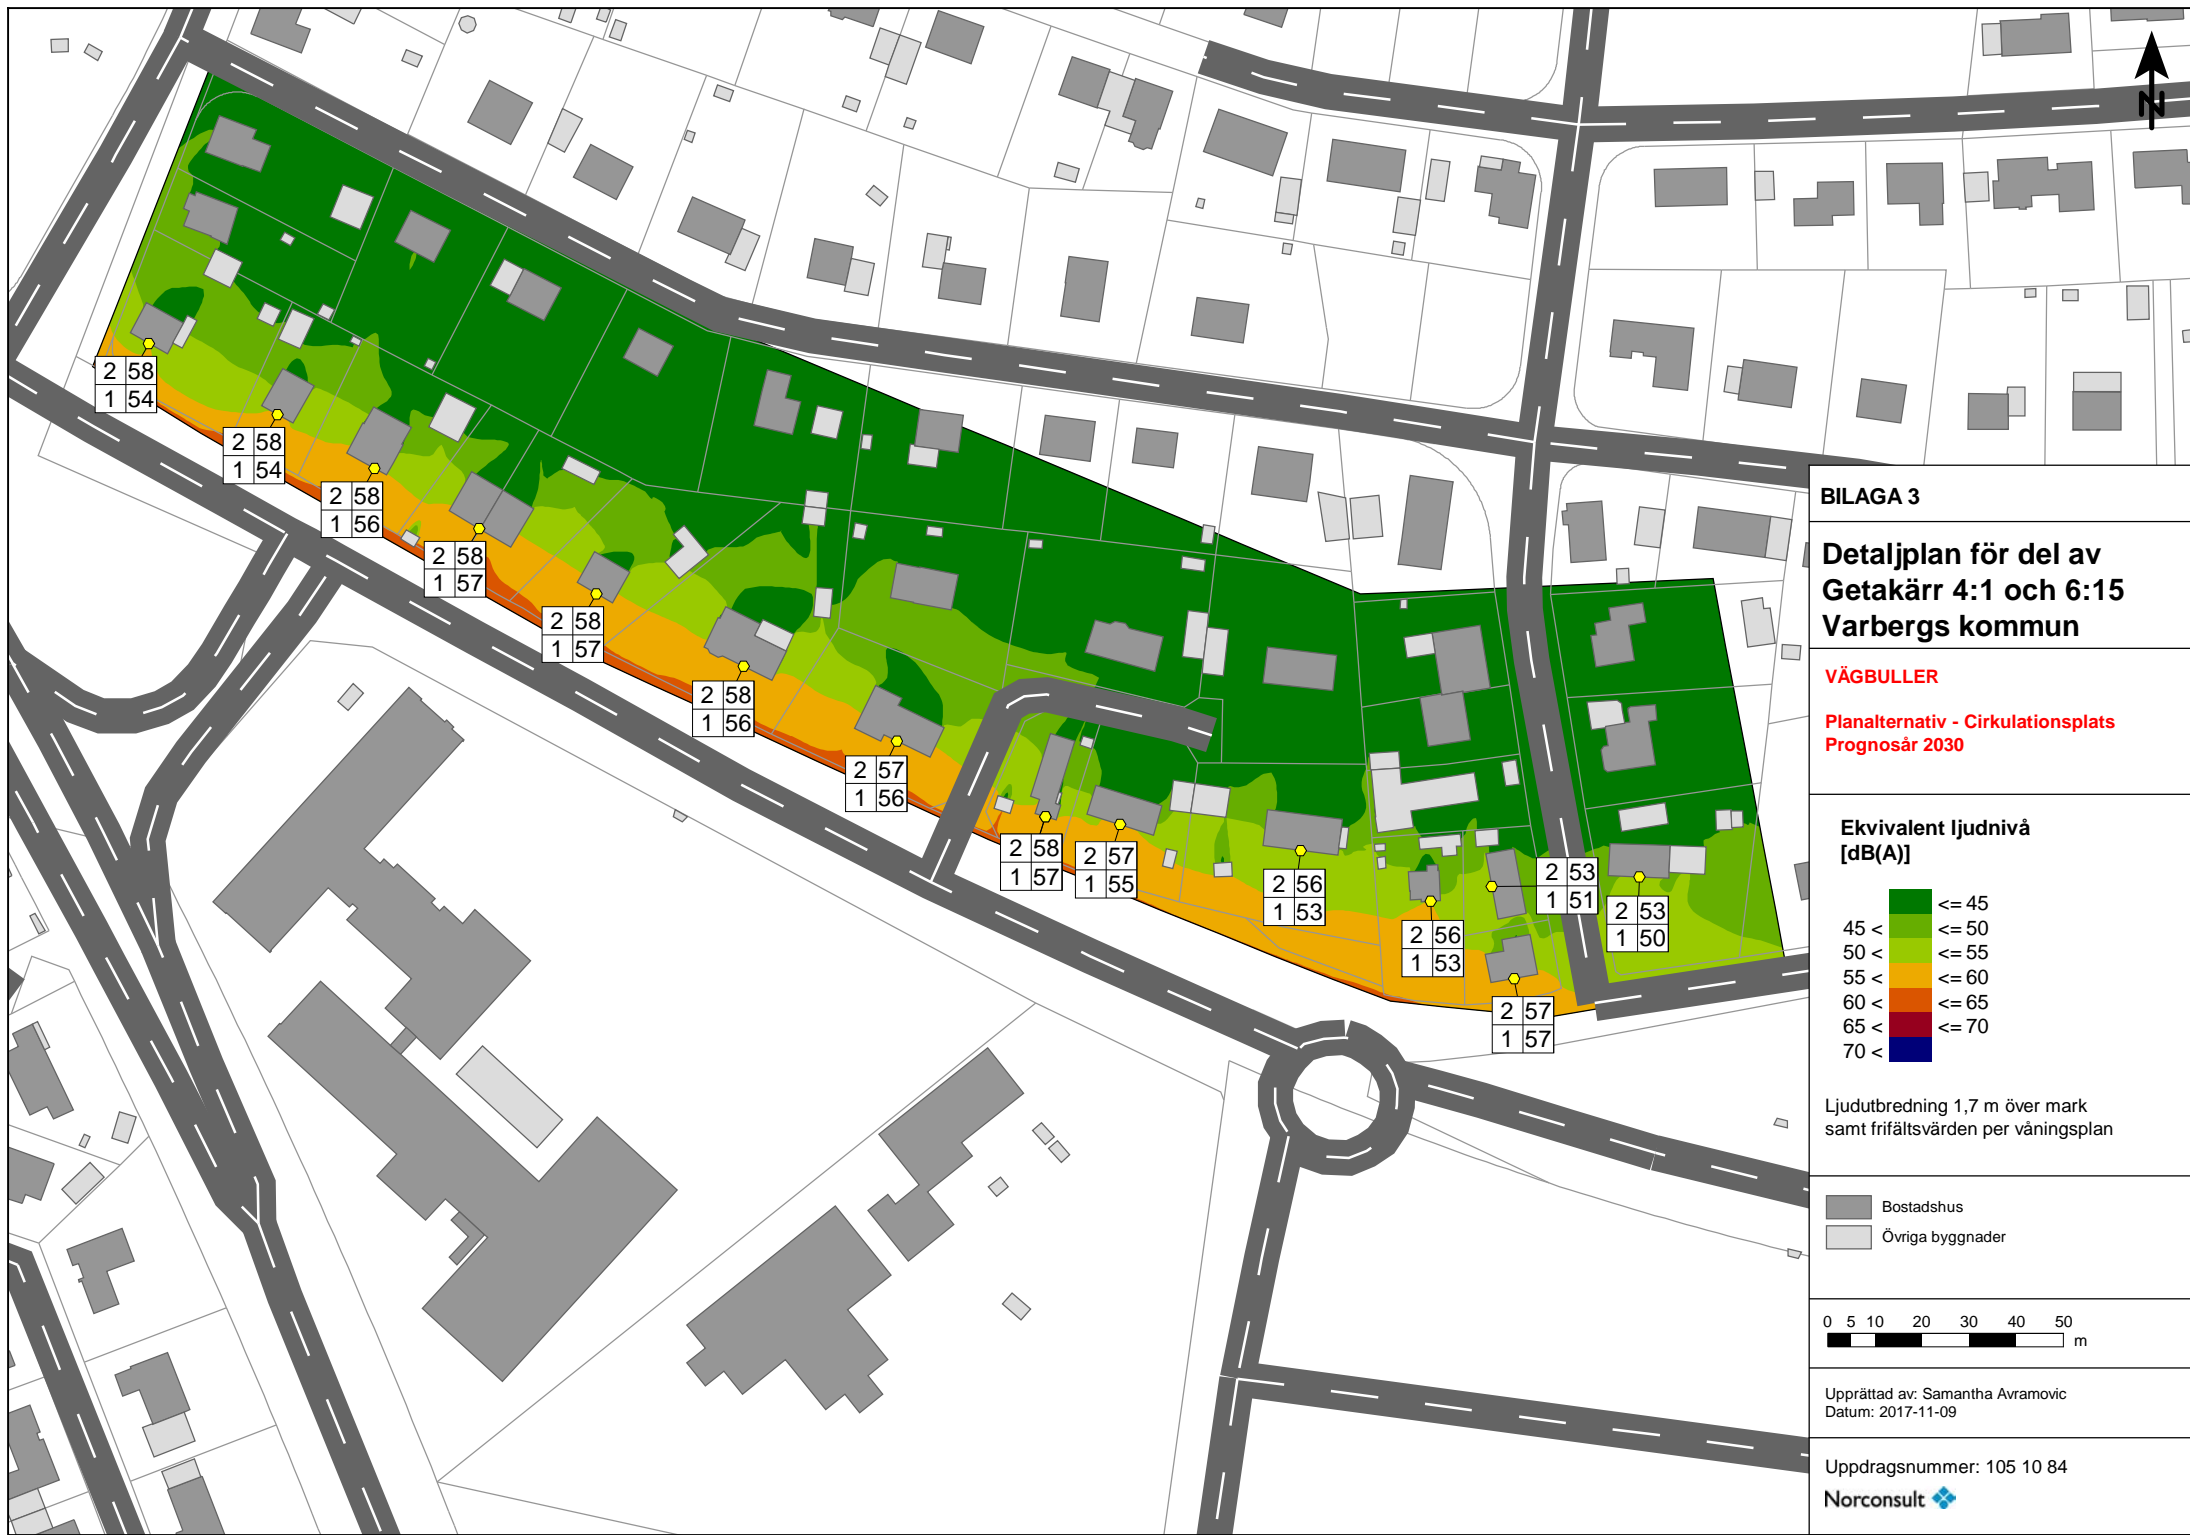 N
2 58
1 54
2 58
1 54
2 58
1 56
2 58
1 57
2 58
1 57
2 58
1 56
2 57
1 56
2 58
1 57
2 57
1 55
2 56
1 53
2 56
1 53
2 53
1 51
2 53
1 50
2 57
1 57
BILAGA 3
Detaljplan för del av
Getakärr 4:1 och 6:15
Varbergs kommun
VÄGBULLER
Planalternativ - Cirkulationsplats
Prognosår 2030
Ekvivalent ljudnivå
[dB(A)]
<= 45
45 < <= 50
50 < <= 55
55 < <= 60
60 < <= 65
65 < <= 70
70 <
Ljudutbredning 1,7 m över mark
samt frifältsvärden per våningsplan
Bostadshus
Övriga byggnader
0 5 10 20 30 40 50
m
Upprättad av: Samantha Avramovic
Datum: 2017-11-09
Uppdragsnummer: 105 10 84
Norconsult